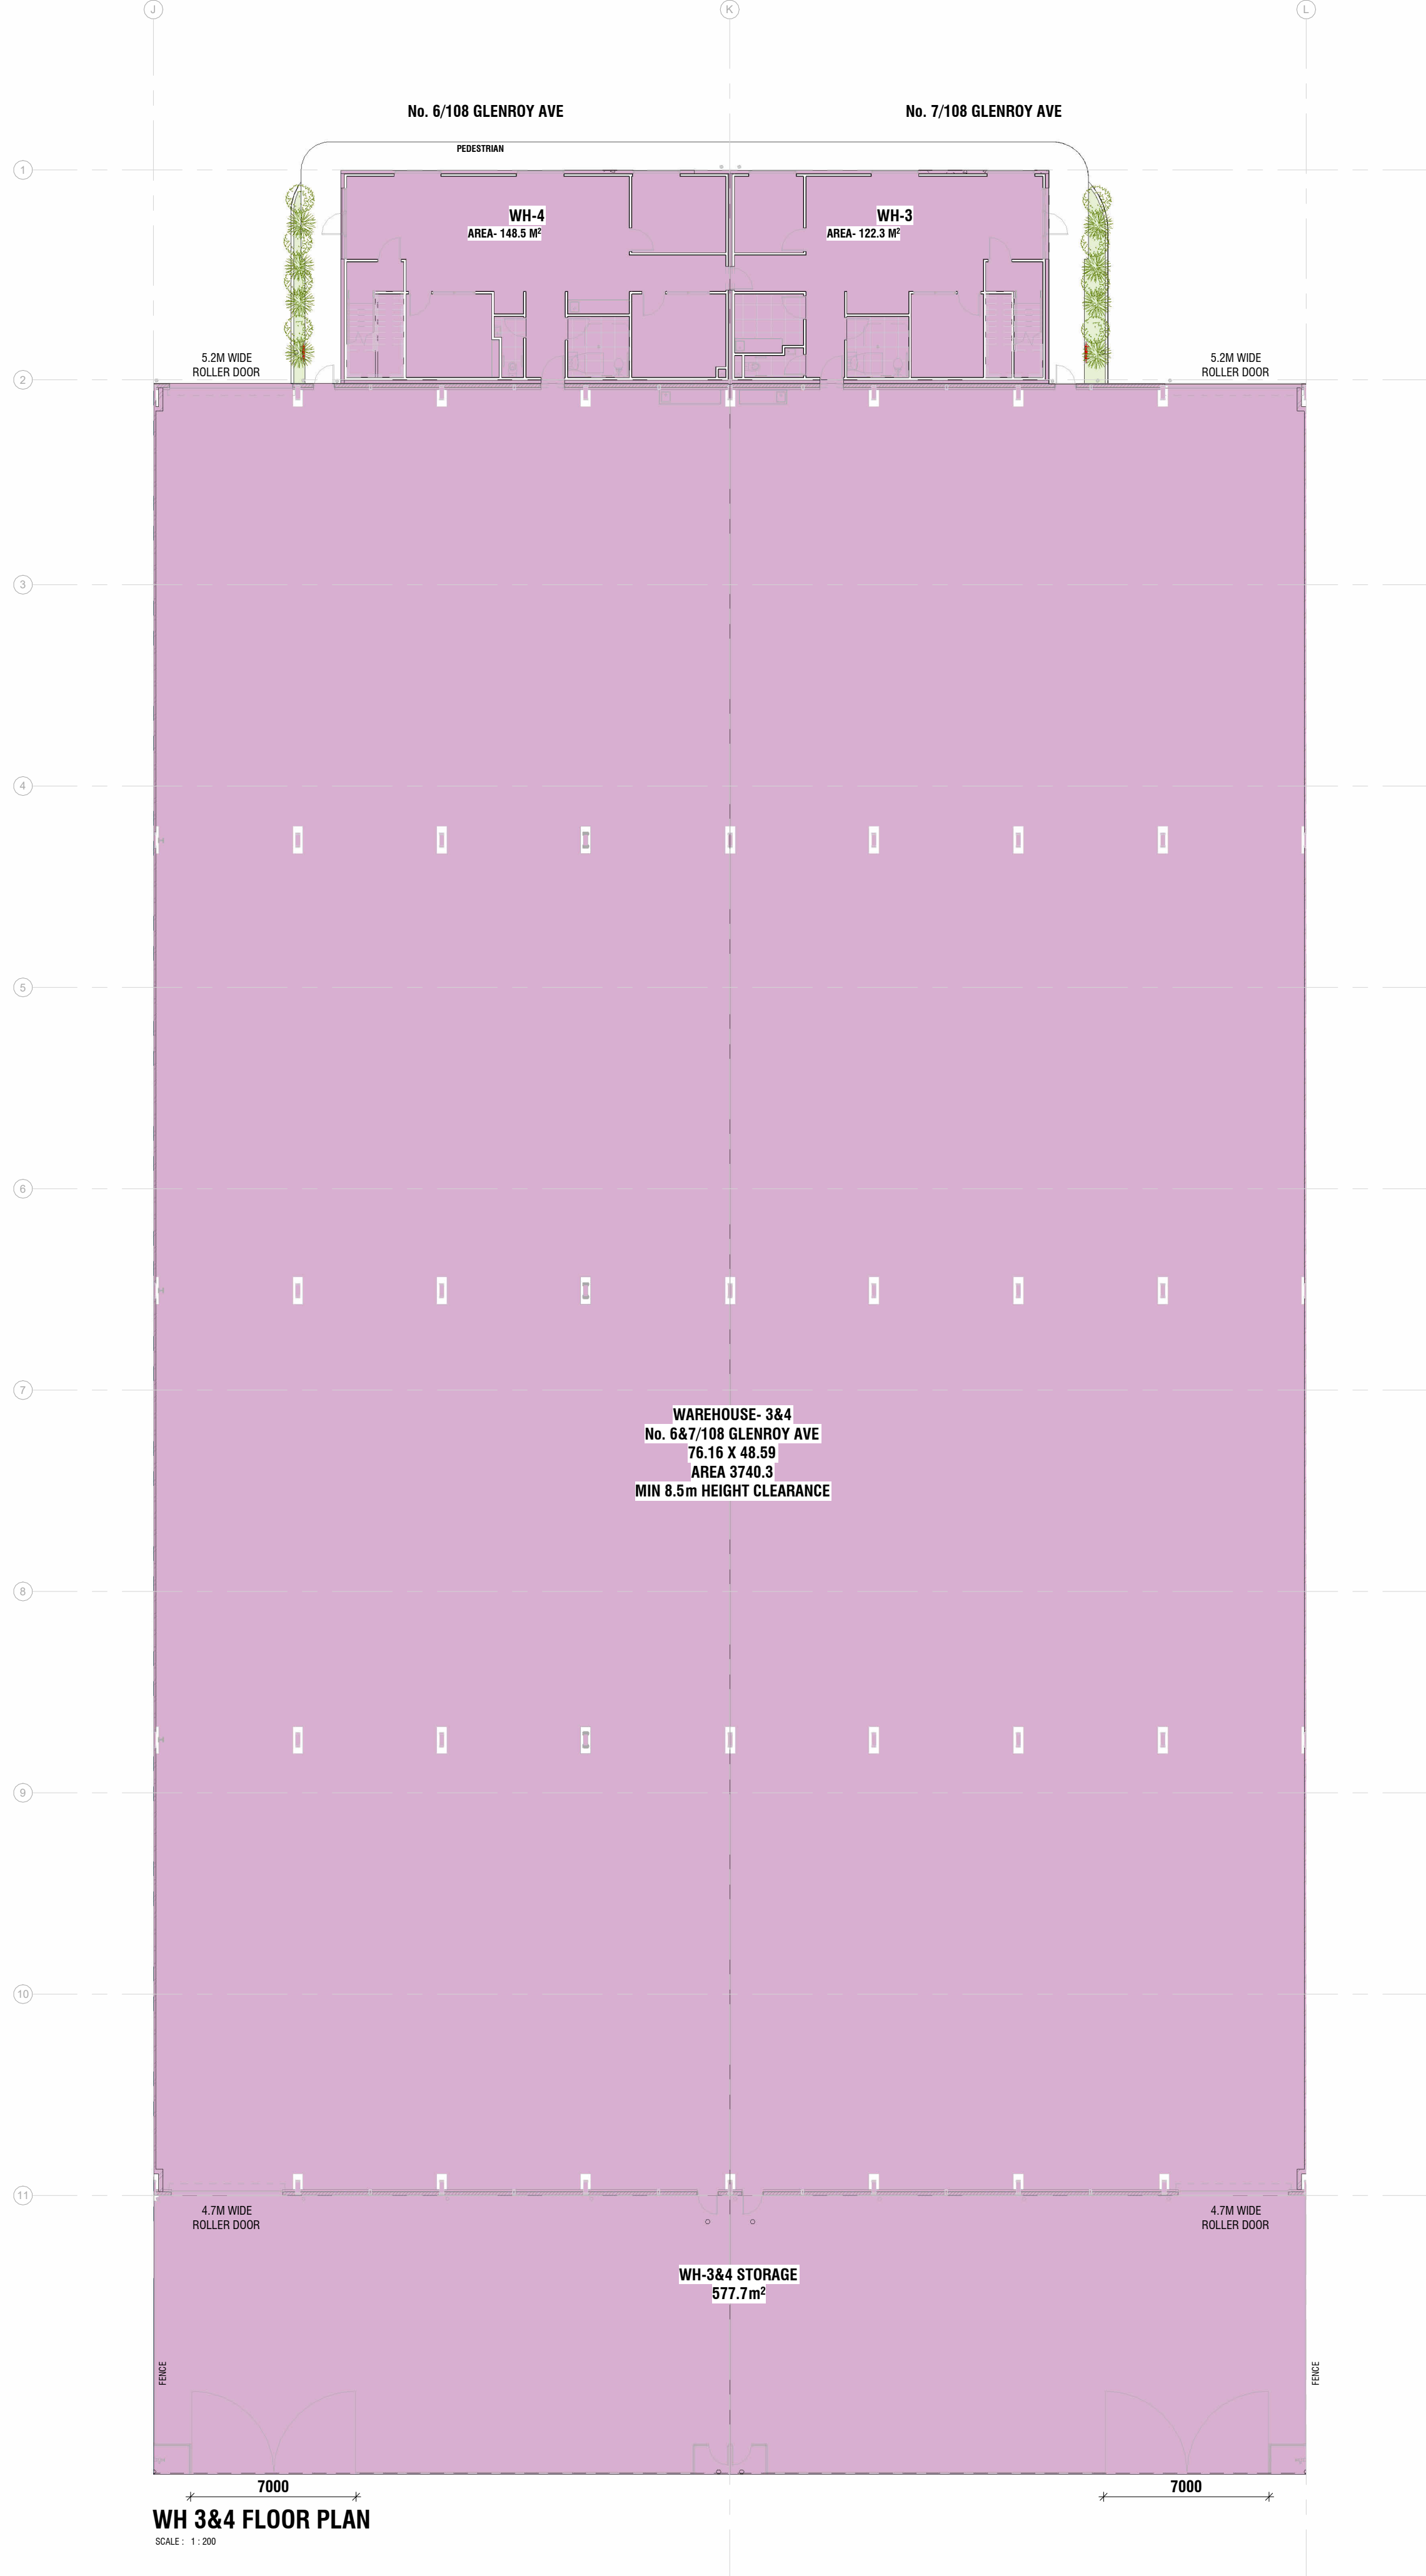 J K L
No. 6/108 GLENROY AVE
No. 7/108 GLENROY AVE
PEDESTRIAN
1
WH-4
AREA- 148.5 M²
WH-3
AREA- 122.3 M²
5.2M WIDE
ROLLER DOOR
5.2M WIDE
ROLLER DOOR
2
3
4
5
6
7
WAREHOUSE- 3&4
No. 6&7/108 GLENROY AVE
76.16 X 48.59
AREA 3740.3
MIN 8.5m HEIGHT CLEARANCE
8
9
10
11
4.7M WIDE
ROLLER DOOR
4.7M WIDE
ROLLER DOOR
WH-3&4 STORAGE
577.7m²
FENCE
FENCE
7000
7000
WH 3&4 FLOOR PLAN
SCALE : 1 : 200